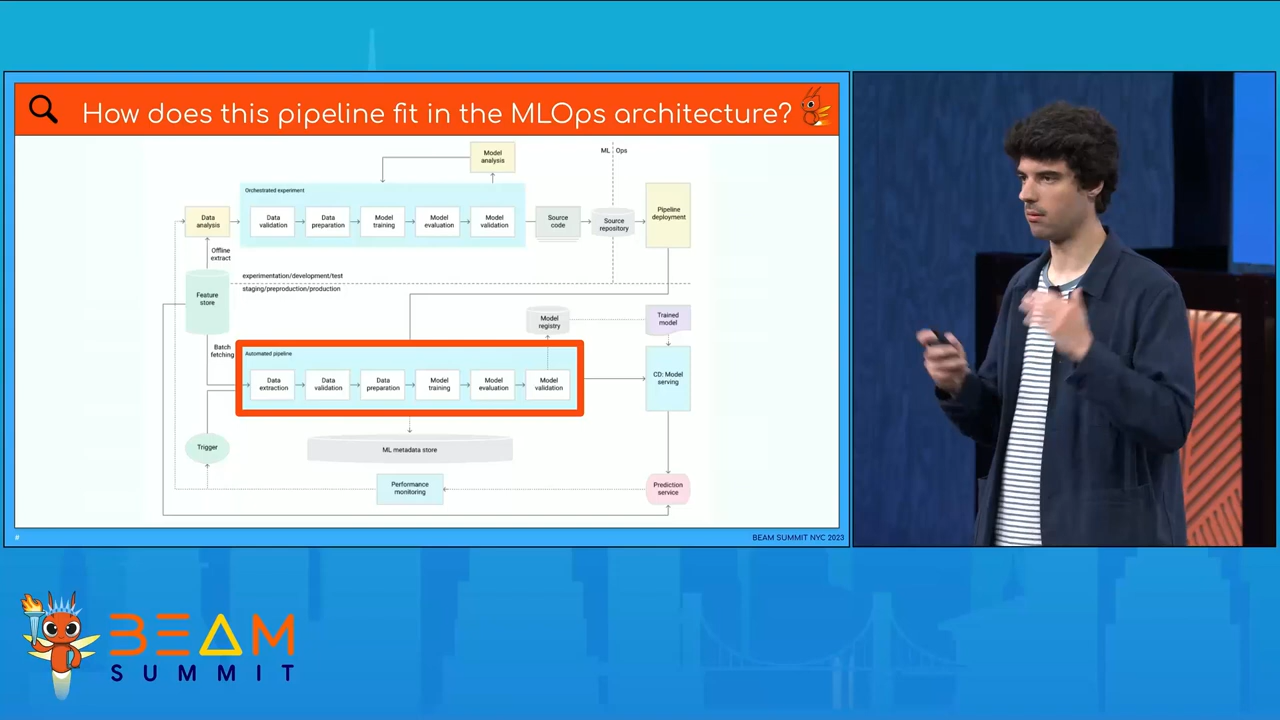 How does this pipeline fit in the MLOps architecture?
Model
analysis
ML
Ops
Orchestrated experiment
Data
analysis
Data
validation
Data
preparation
Model
training
Model
evaluation
Model
validation
Source
code
Source
repository
Pipeline
deployment
Offline
extract
Feature
store
experimentation/development/test
staging/preproduction/production
Model
registry
Trained
model
Batch
fetching
Automated pipeline
Data
extraction
Data
validation
Data
preparation
Model
training
Model
evaluation
Model
validation
CD: Model
serving
Trigger
ML metadata store
Performance
monitoring
Prediction
service
#
BEAM SUMMIT NYC 2023
BEAM
SUMMIT